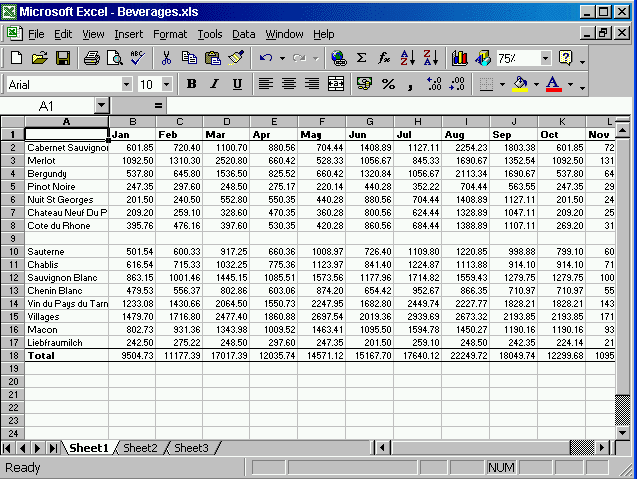 Microsoft Excel - Beverages.xls
File Edit View Insert Format Tools Data Window Help
75%
Arial 10 B I U
A1 =
A B C D E F G H I J K L
1 Jan Feb Mar Apr May Jun Jul Aug Sep Oct Nov
2 Cabernet Sauvignon 601.85 720.40 1100.70 880.56 704.44 1408.89 1127.11 2254.23 1803.38 601.85 72
3 Merlot 1092.50 1310.30 2520.80 660.42 528.33 1056.67 845.33 1690.67 1352.54 1092.50 131
4 Bergundy 537.80 645.80 1536.50 825.52 660.42 1320.84 1056.67 2113.34 1690.67 537.80 64
5 Pinot Noire 247.35 297.60 248.50 275.17 220.14 440.28 352.22 704.44 563.55 247.35 29
6 Nuit St Georges 201.50 240.50 552.80 550.35 440.28 880.56 704.44 1408.89 1127.11 201.50 24
7 Chateau Neuf Du P 209.20 259.10 328.60 470.35 360.28 800.56 624.44 1328.89 1047.11 209.20 25
8 Cote du Rhone 395.76 476.16 397.60 530.35 420.28 860.56 684.44 1388.89 1107.11 269.20 31
9
10 Sauterne 501.54 600.33 917.25 660.36 1008.97 726.40 1109.80 1220.85 998.88 799.10 60
11 Chablis 616.54 715.33 1032.25 775.36 1123.97 841.40 1224.87 1113.88 914.10 914.10 71
12 Sauvignon Blanc 863.15 1001.46 1445.15 1085.51 1573.56 1177.96 1714.82 1559.43 1279.75 1279.75 100
13 Chenin Blanc 479.53 556.37 802.86 603.06 874.20 654.42 952.67 866.35 710.97 710.97 55
14 Vin du Pays du Tarn 1233.08 1430.66 2064.50 1550.73 2247.95 1682.80 2449.74 2227.77 1828.21 1828.21 143
15 Villages 1479.70 1716.80 2477.40 1860.88 2697.54 2019.36 2939.69 2673.32 2193.85 2193.85 171
16 Macon 802.73 931.36 1343.98 1009.52 1463.41 1095.50 1594.78 1450.27 1190.16 1190.16 93
17 Liebfraumilch 242.50 275.22 248.50 297.60 247.35 201.50 259.10 248.50 242.35 224.14 21
18 Total 9504.73 11177.39 17017.39 12035.74 14571.12 15167.70 17640.12 22249.72 18049.74 12299.68 1095
19
20
21
22
23
24
Sheet1 Sheet2 Sheet3
Ready NUM